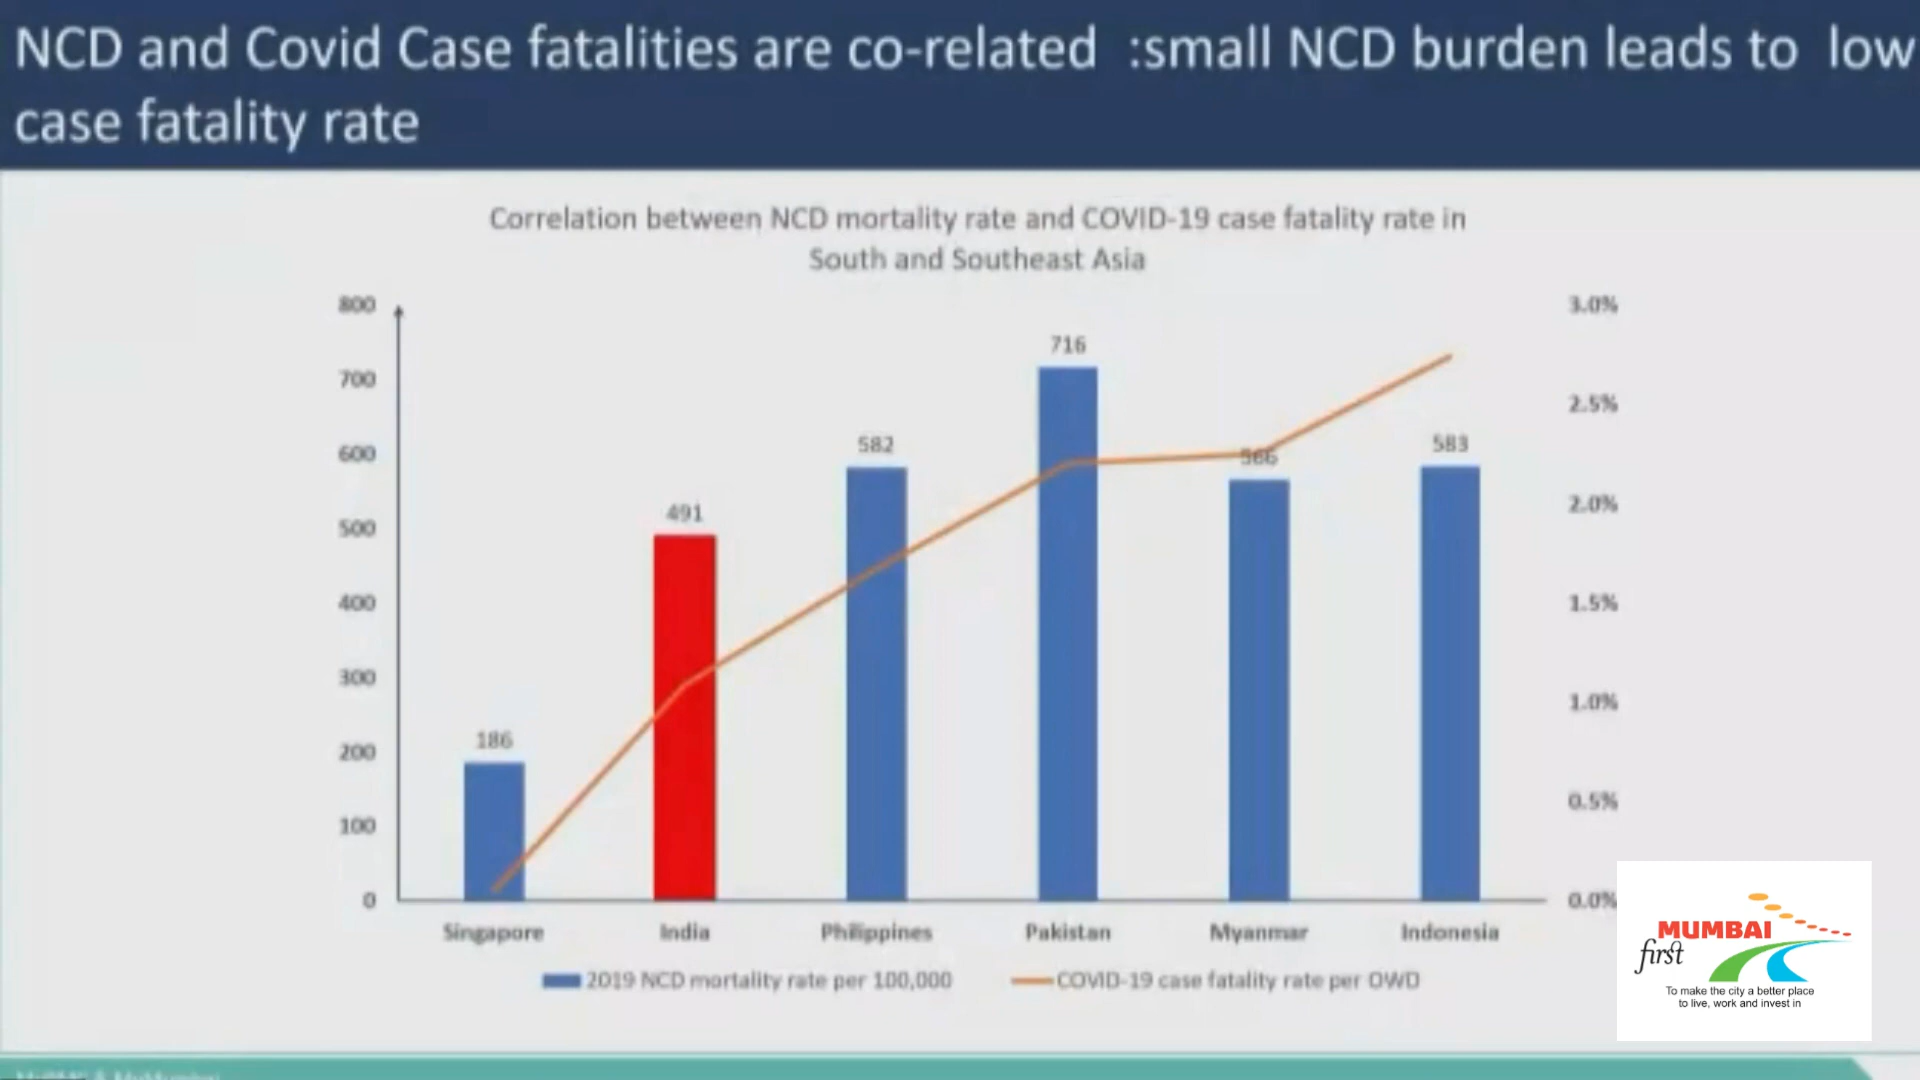 NCD and Covid Case fatalities are co-related :small NCD burden leads to low
case fatality rate
Correlation between NCD mortality rate and COVID-19 case fatality rate in
South and Southeast Asia
800
700
600
500
400
300
200
100
0
3.0%
2.5%
2.0%
1.5%
1.0%
0.5%
0.0%
186
491
582
716
566
583
Singapore India Philippines Pakistan Myanmar Indonesia
2019 NCD mortality rate per 100,000 COVID-19 case fatality rate per OWD
MUMBAI
first
To make the city a better place
to live, work and invest in